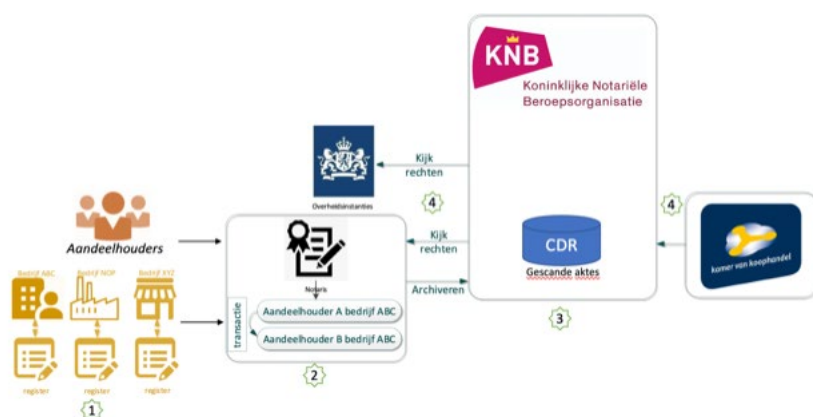 KNB
Koninklijke Notariële
Beroepsorganisatie
Kijk
rechten
4
Overheidsinstanties
4
Aandeelhouders
Kijk
rechten
CDR
Gescande aktes
kamer van koophandel
Bedrijf ABC
Bedrijf NOP
Bedrijf XYZ
Notaris
Archiveren
transactie
Aandeelhouder A bedrijf ABC
Aandeelhouder B bedrijf ABC
3
2
register
register
register
1